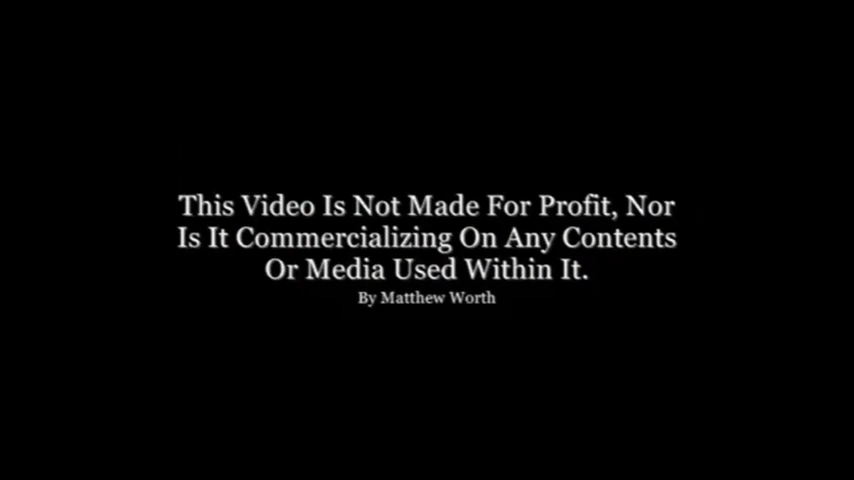 This Video Is Not Made For Profit, Nor
Is It Commercializing On Any Contents
Or Media Used Within It.
By Matthew Worth